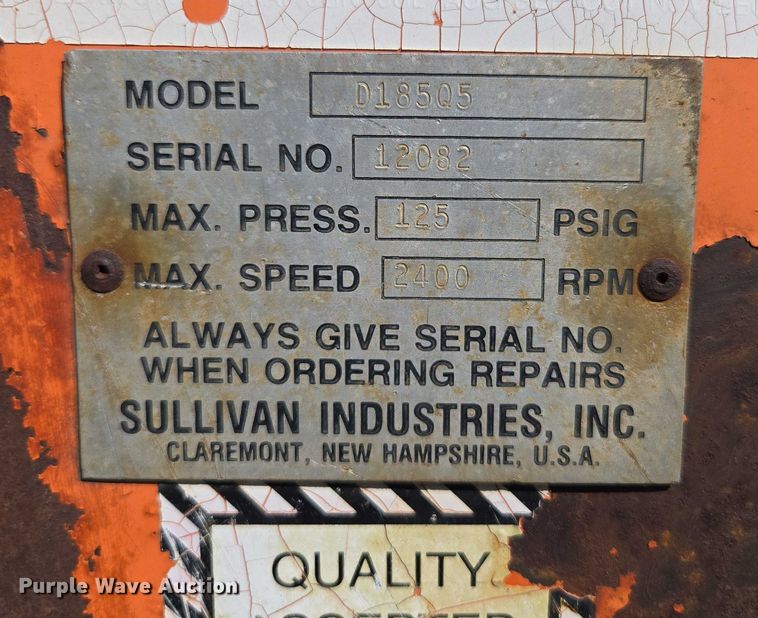 MODEL D185Q5
SERIAL NO. 12082
MAX. PRESS. 125 PSIG
MAX. SPEED 2400 RPM
ALWAYS GIVE SERIAL NO.
WHEN ORDERING REPAIRS
SULLIVAN INDUSTRIES, INC.
CLAREMONT, NEW HAMPSHIRE, U.S.A.
QUALITY
Purple Wave Auction